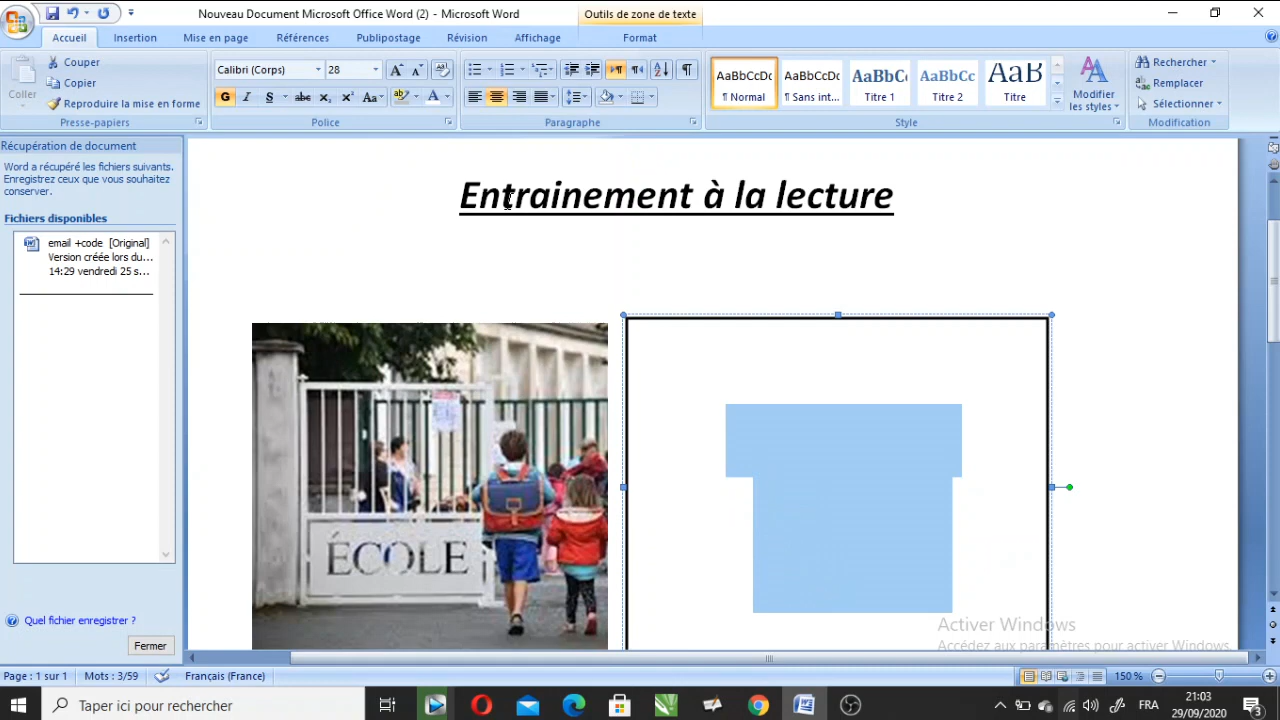 Nouveau Document Microsoft Office Word (2) - Microsoft Word
Outils de zone de texte
Accueil Insertion Mise en page Références Publipostage Révision Affichage Format
Coller
Couper
Copier
Reproduire la mise en forme
Presse-papiers
Calibri (Corps) 28
G I S abc X₂ X² Aa A
Police
Paragraphe
AaBbCcDc AaBbCcDc AaBbC AaBbCc AaB
¶ Normal ¶ Sans int... Titre 1 Titre 2 Titre
Modifier
les styles
Style
Rechercher
Remplacer
Sélectionner
Modification
Récupération de document
Word a récupéré les fichiers suivants.
Enregistrez ceux que vous souhaitez
conserver.
Fichiers disponibles
email +code [Original]
Version créée lors du...
14:29 vendredi 25 s...
Quel fichier enregistrer ?
Fermer
Entrainement à la lecture
ÉCOLE
Activer Windows
Accédez aux paramètres pour activer Windows.
Page : 1 sur 1 Mots : 3/59 Français (France) 150 %
Taper ici pour rechercher
FRA
21:03
29/09/2020
3